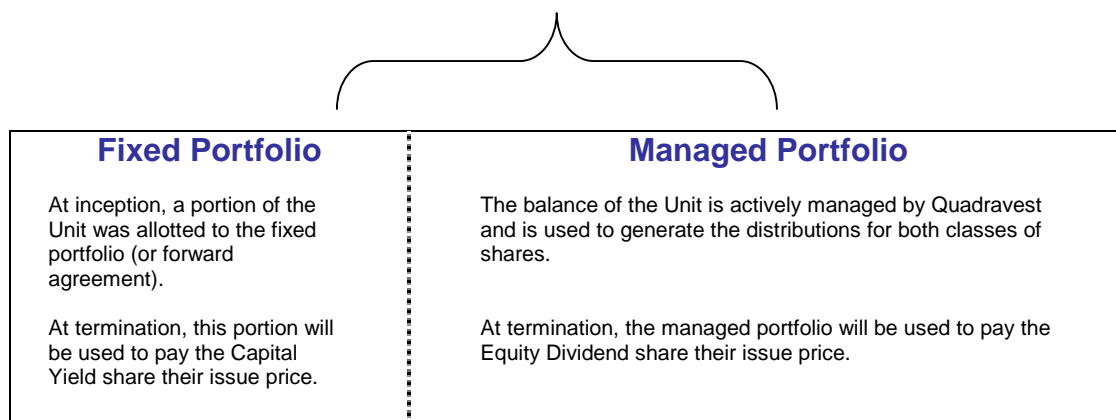 Fixed Portfolio
At inception, a portion of the
Unit was allotted to the fixed
portfolio (or forward
agreement).
At termination, this portion will
be used to pay the Capital
Yield share their issue price.
Managed Portfolio
The balance of the Unit is actively managed by Quadravest
and is used to generate the distributions for both classes of
shares.
At termination, the managed portfolio will be used to pay the
Equity Dividend share their issue price.